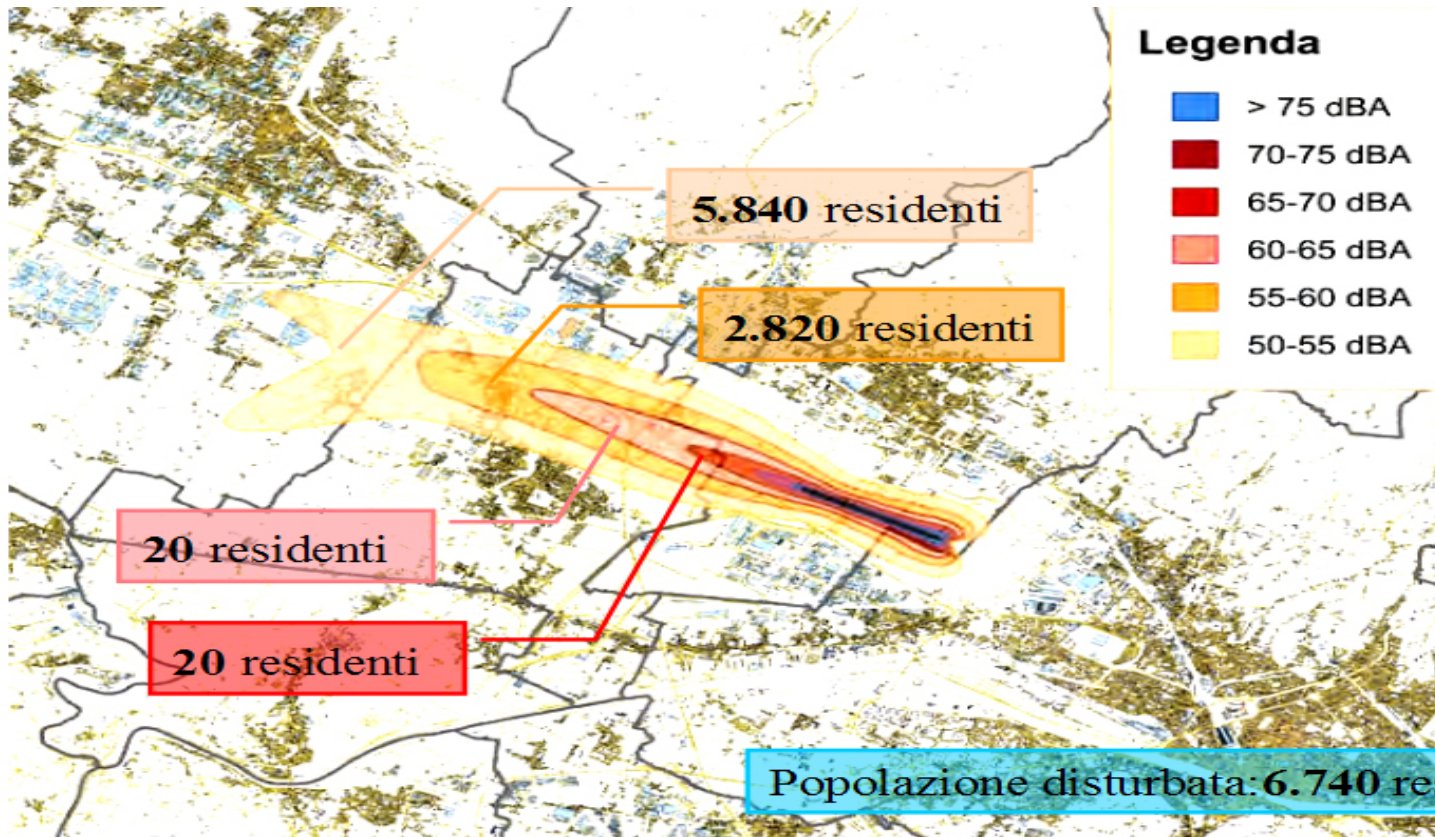 Legenda
> 75 dBA
70-75 dBA
65-70 dBA
60-65 dBA
55-60 dBA
50-55 dBA
5.840 residenti
2.820 residenti
20 residenti
20 residenti
Popolazione disturbata:6.740 re